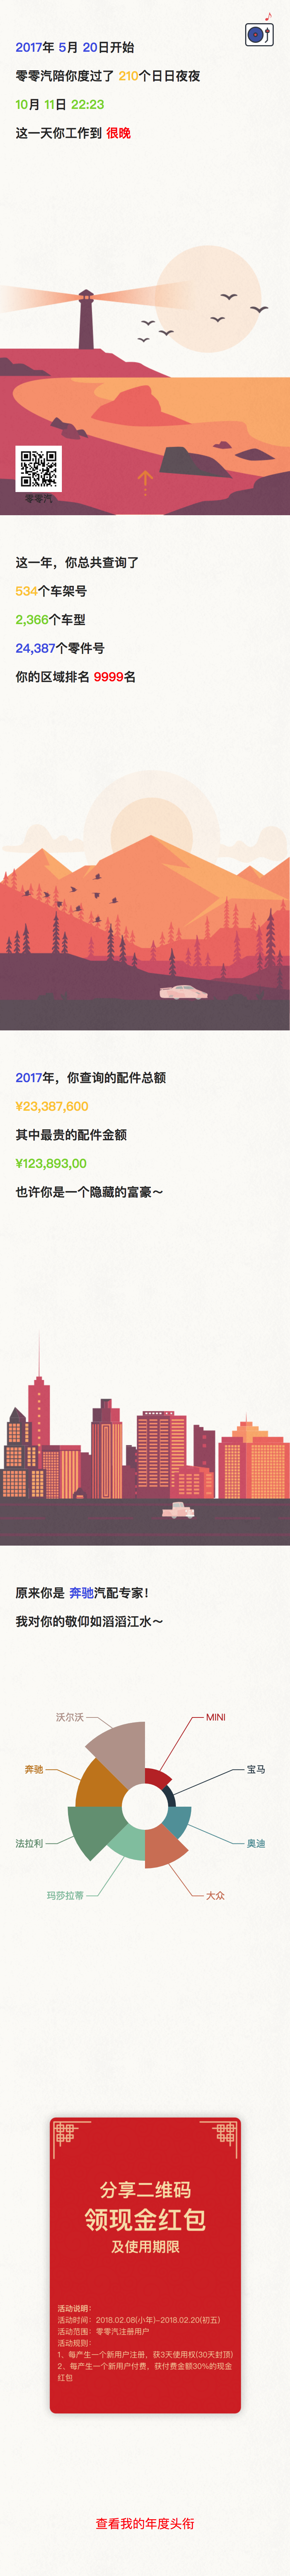 2017年 5月 20日开始
零零汽陪你度过了 210个日日夜夜
10月 11日 22:23
这一天你工作到 很晚
零零汽
这一年，你总共查询了
534个车架号
2,366个车型
24,387个零件号
你的区域排名 9999名
2017年，你查询的配件总额
¥23,387,600
其中最贵的配件金额
¥123,893,00
也许你是一个隐藏的富豪～
原来你是 奔驰汽配专家！
我对你的敬仰如滔滔江水～
沃尔沃
MINI
奔驰
宝马
法拉利
奥迪
玛莎拉蒂
大众
分享二维码
领现金红包
及使用期限
活动说明：
活动时间：2018.02.08(小年)-2018.02.20(初五)
活动范围：零零汽注册用户
活动规则：
1、每产生一个新用户注册，获3天使用权(30天封顶)
2、每产生一个新用户付费，获付费金额30%的现金
红包
查看我的年度头衔